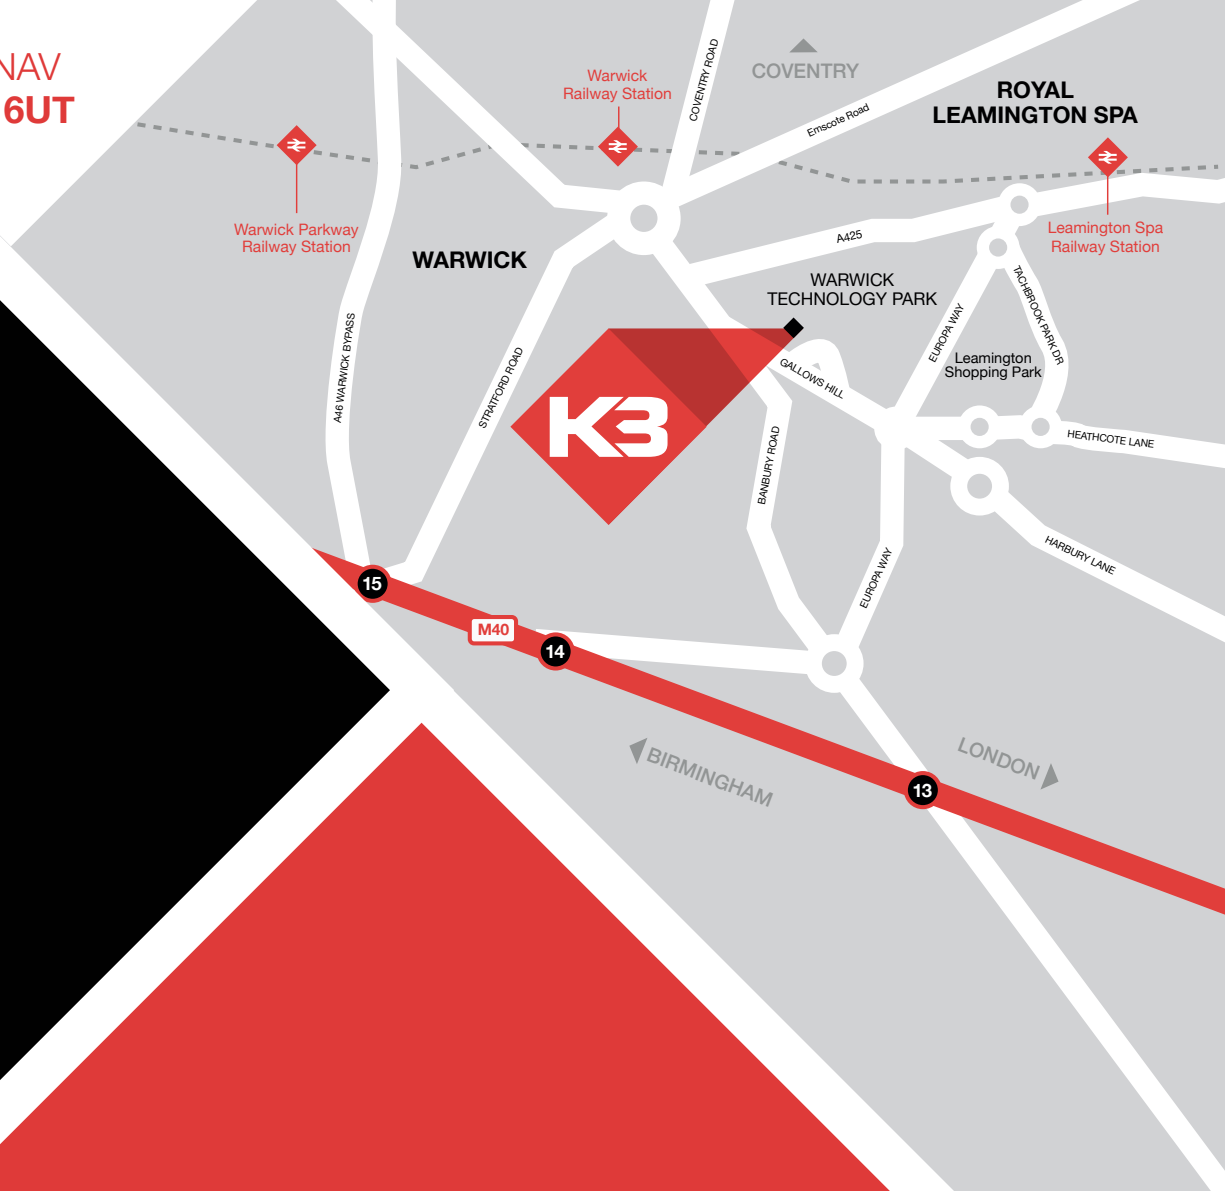 NAV
6UT
COVENTRY
Warwick
Railway Station
COVENTRY ROAD
Emscote Road
ROYAL
LEAMINGTON SPA
Warwick Parkway
Railway Station
WARWICK
A425
Leamington Spa
Railway Station
WARWICK
TECHNOLOGY PARK
TACHBROOK PARK DR
EUROPA WAY
A46 WARWICK BYPASS
STRATFORD ROAD
Leamington
Shopping Park
GALLOWS HILL
K3
BANBURY ROAD
HEATHCOTE LANE
HARBURY LANE
EUROPA WAY
15
M40
14
BIRMINGHAM
LONDON
13